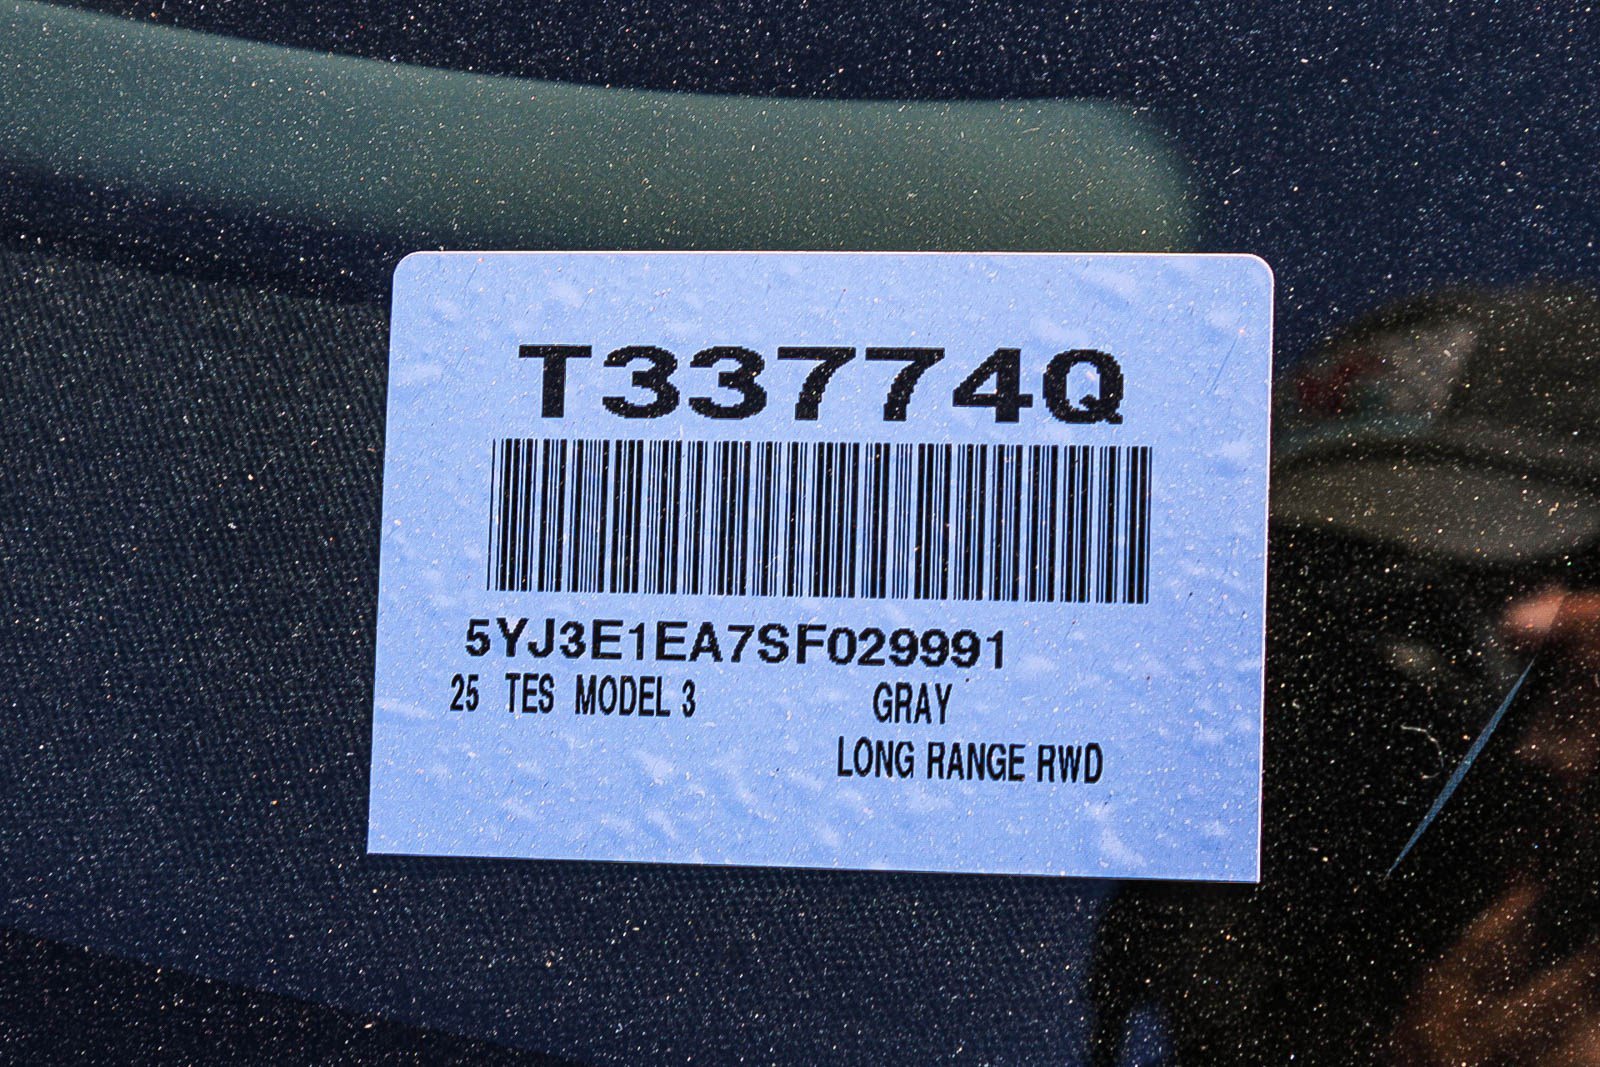 T33774Q
5YJ3E1EA7SF029991
25 TES MODEL 3 GRAY
LONG RANGE RWD